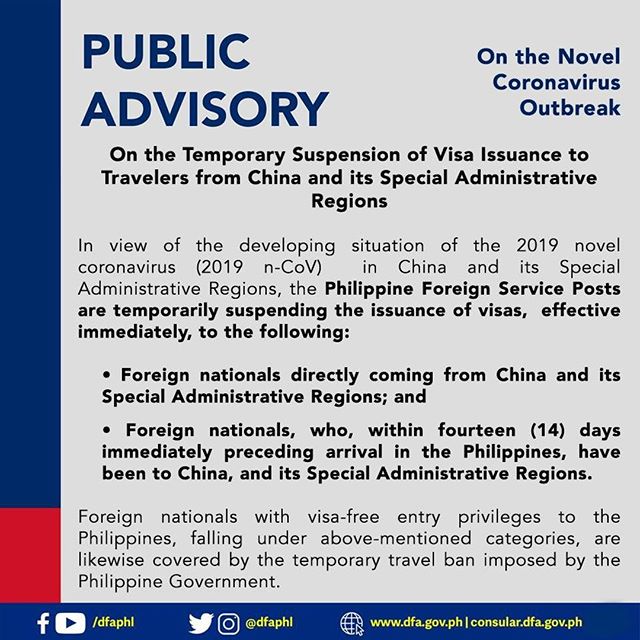 PUBLIC
ADVISORY
On the Novel
Coronavirus
Outbreak
On the Temporary Suspension of Visa Issuance to
Travelers from China and its Special Administrative
Regions
In view of the developing situation of the 2019 novel
coronavirus (2019 n-CoV) in China and its Special
Administrative Regions, the Philippine Foreign Service Posts
are temporarily suspending the issuance of visas, effective
immediately, to the following:
• Foreign nationals directly coming from China and its
Special Administrative Regions; and
• Foreign nationals, who, within fourteen (14) days
immediately preceding arrival in the Philippines, have
been to China, and its Special Administrative Regions.
Foreign nationals with visa-free entry privileges to the
Philippines, falling under above-mentioned categories, are
likewise covered by the temporary travel ban imposed by the
Philippine Government.
/dfaphl @dfaphl www.dfa.gov.ph|consular.dfa.gov.ph